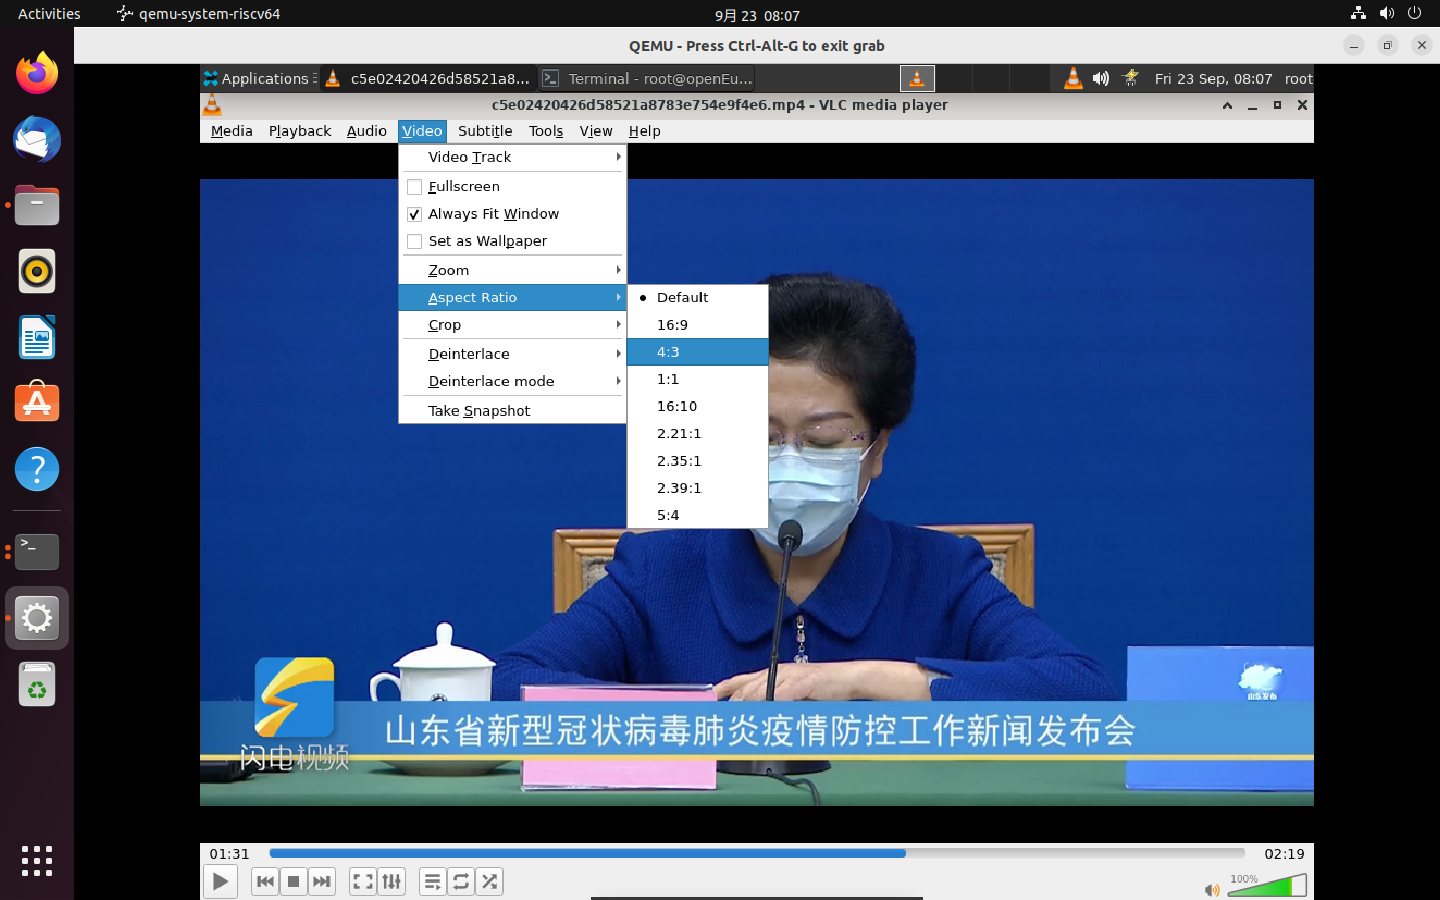 Activities
qemu-system-riscv64
9月 23 08:07
QEMU - Press Ctrl-Alt-G to exit grab
Applications
c5e02420426d58521a8...
Terminal - root@openEu...
Fri 23 Sep, 08:07
root
c5e02420426d58521a8783e754e9f4e6.mp4 - VLC media player
Media Playback Audio Video Subtitle Tools View Help
Video Track
Fullscreen
Always Fit Window
Set as Wallpaper
Zoom
Aspect Ratio
Crop
Deinterlace
Deinterlace mode
Take Snapshot
Default
16:9
4:3
1:1
16:10
2.21:1
2.35:1
2.39:1
5:4
山东发布
山东省新型冠状病毒肺炎疫情防控工作新闻发布会
闪电视频
01:31
02:19
100%